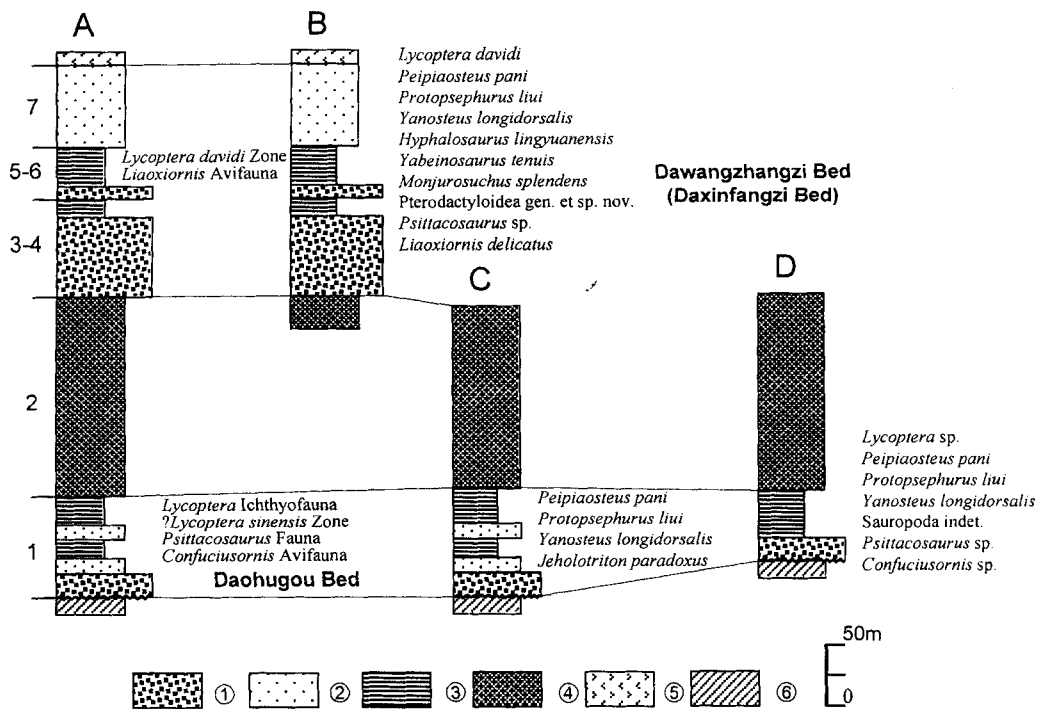 A
B
Lycoptera davidi
Peipiaosteus pani
Protopsephurus liui
Yanosteus longidorsalis
Hyphalosaurus lingyuanensis
Yabeinosaurus tenuis
Monjurosuchus splendens
Pterodactyloidea gen. et sp. nov.
Psittacosaurus sp.
Liaoxiornis delicatus
Dawangzhangzi Bed
(Daxinfangzi Bed)
7
5-6
Lycoptera davidi Zone
Liaoxiornis Avifauna
3-4
C
D
2
1
Lycoptera Ichthyofauna
?Lycoptera sinensis Zone
Psittacosaurus Fauna
Confuciusornis Avifauna
Daohugou Bed
Peipiaosteus pani
Protopsephurus liui
Yanosteus longidorsalis
Jeholotriton paradoxus
Lycoptera sp.
Peipiaosteus pani
Protopsephurus liui
Yanosteus longidorsalis
Sauropoda indet.
Psittacosaurus sp.
Confuciusornis sp.
① ② ③ ④ ⑤ ⑥
50m
0